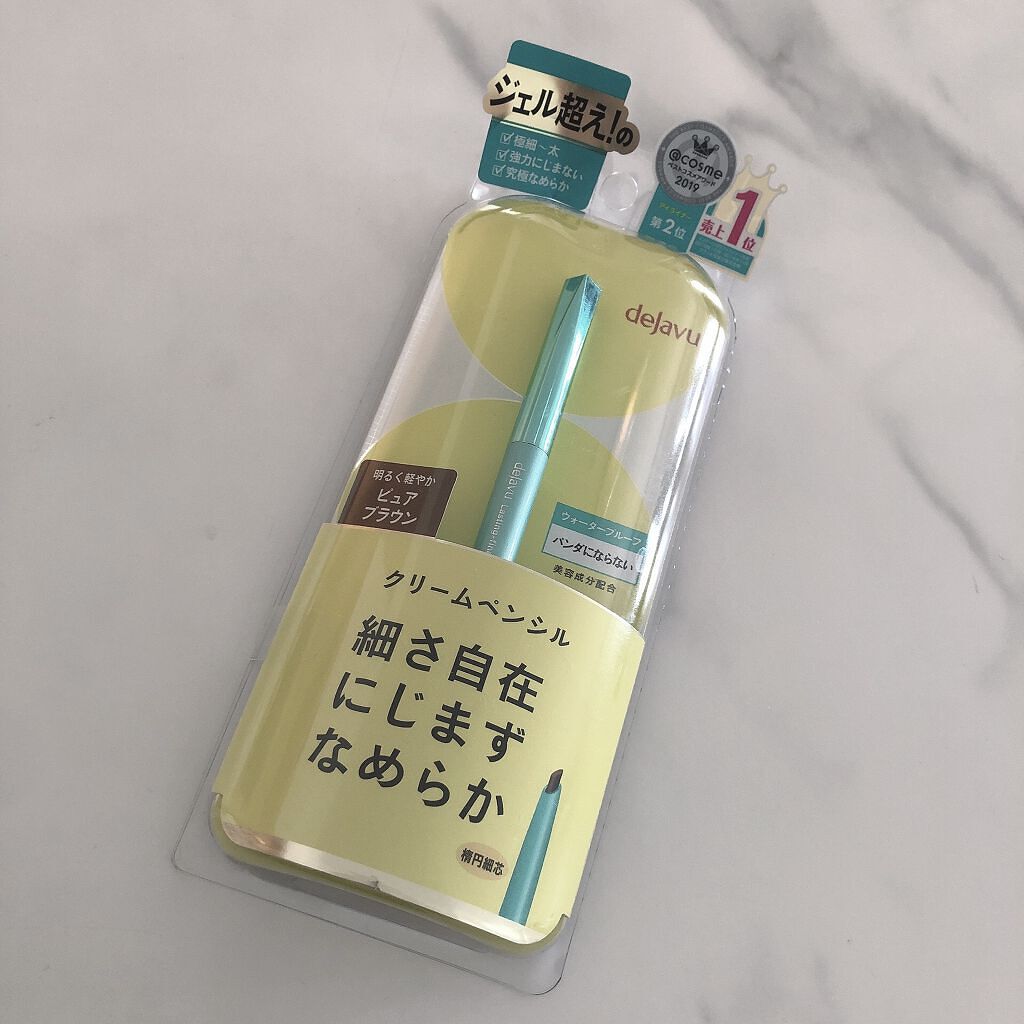 ジェル超え!の
極細~太
強力にじまない
究極なめらか
@cosme
ベストコスメアワード
2019
アイライナー
第2位
売上1位
dejavu
dejavu Lasting-fine
明るく軽やか
ピュア
ブラウン
ウォータープルーフ
パンダにならない
美容成分配合
クリームペンシル
細さ自在
にじまず
なめらか
楕円細芯